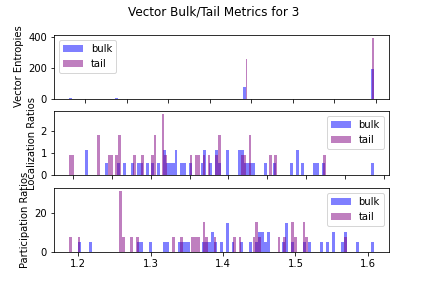 Vector Bulk/Tail Metrics for 3
Vector Entropies
400
200
0
bulk
tail
Localization Ratios
2
1
0
bulk
tail
Participation Ratios
20
0
bulk
tail
1.2 1.3 1.4 1.5 1.6